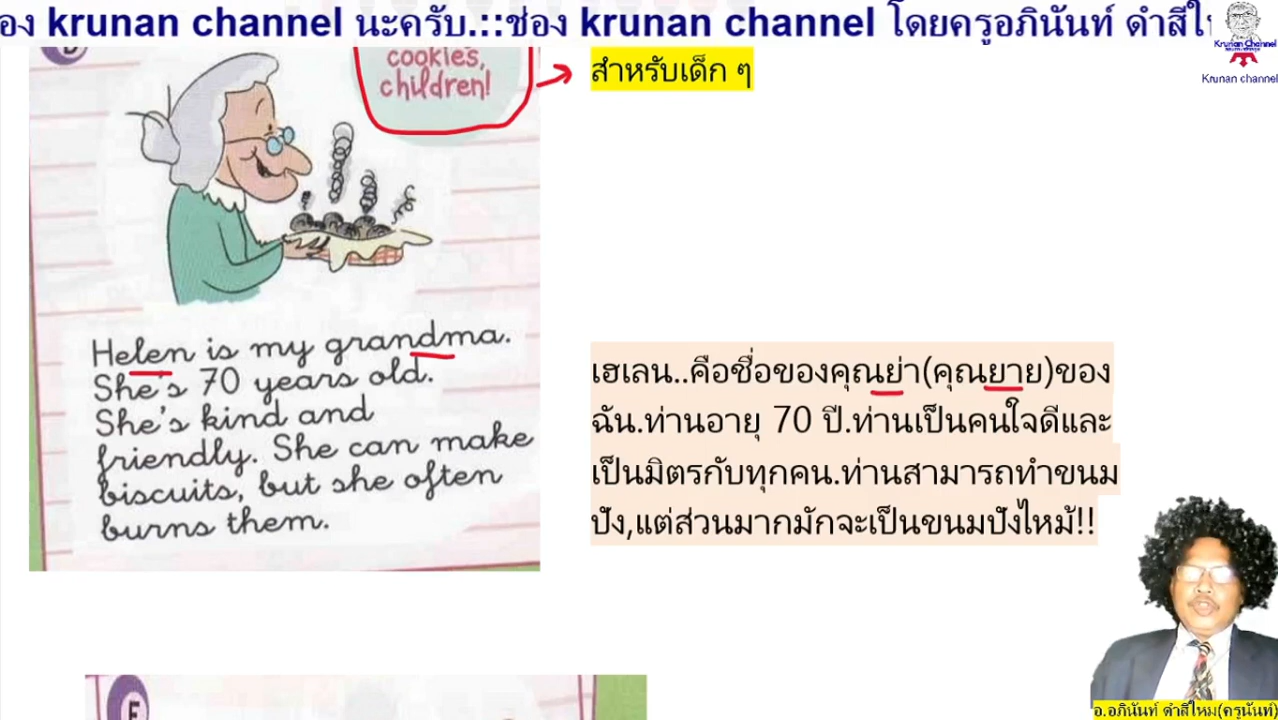 อง krunan channel นะครับ.::ช่อง krunan channel โดยครูอภินันท์ ดำสีให
Krunan Channel
Krunan channel
cookies,
children!
สำหรับเด็ก ๆ
Helen is my grandma.
She's 70 years old.
She's kind and
friendly. She can make
biscuits, but she often
burns them.
เฮเลน..คือชื่อของคุณย่า(คุณยาย)ของ
ฉัน.ท่านอายุ 70 ปี.ท่านเป็นคนใจดีและ
เป็นมิตรกับทุกคน.ท่านสามารถทำขนม
ปัง,แต่ส่วนมากมักจะเป็นขนมปังไหม้!!
E
อ.อภินันท์ ดำสีใหม(ครูนันท์)